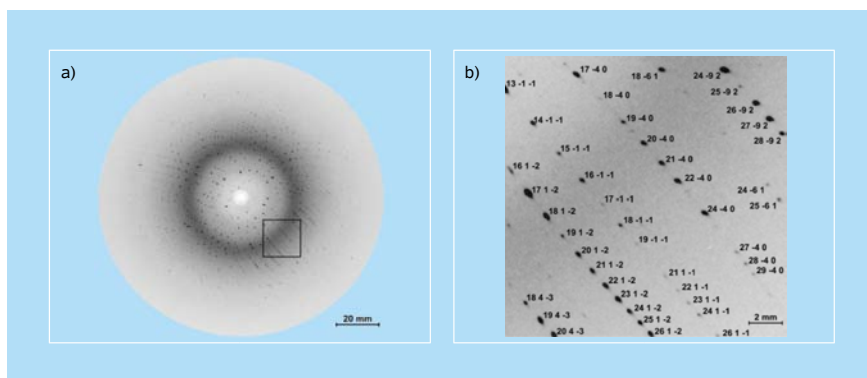 a)
20 mm
b)
17 -4 0
18 -6 1
24 -9 2
13 -1 -1
25 -9 2
18 -4 0
26 -9 2
14 -1 -1
19 -4 0
27 -9 2
20 -4 0
28 -9 2
15 -1 -1
21 -4 0
16 1 -2
16 -1 -1
22 -4 0
17 1 -2
24 -6 1
17 -1 -1
25 -6 1
18 1 -2
24 -4 0
18 -1 -1
19 1 -2
19 -1 -1
20 1 -2
27 -4 0
21 1 -2
28 -4 0
21 1 -1
29 -4 0
22 1 -2
22 1 -1
23 1 -2
23 1 -1
18 4 -3
24 1 -2
24 1 -1
19 4 -3
25 1 -2
2 mm
20 4 -3
26 1 -2
26 1 -1